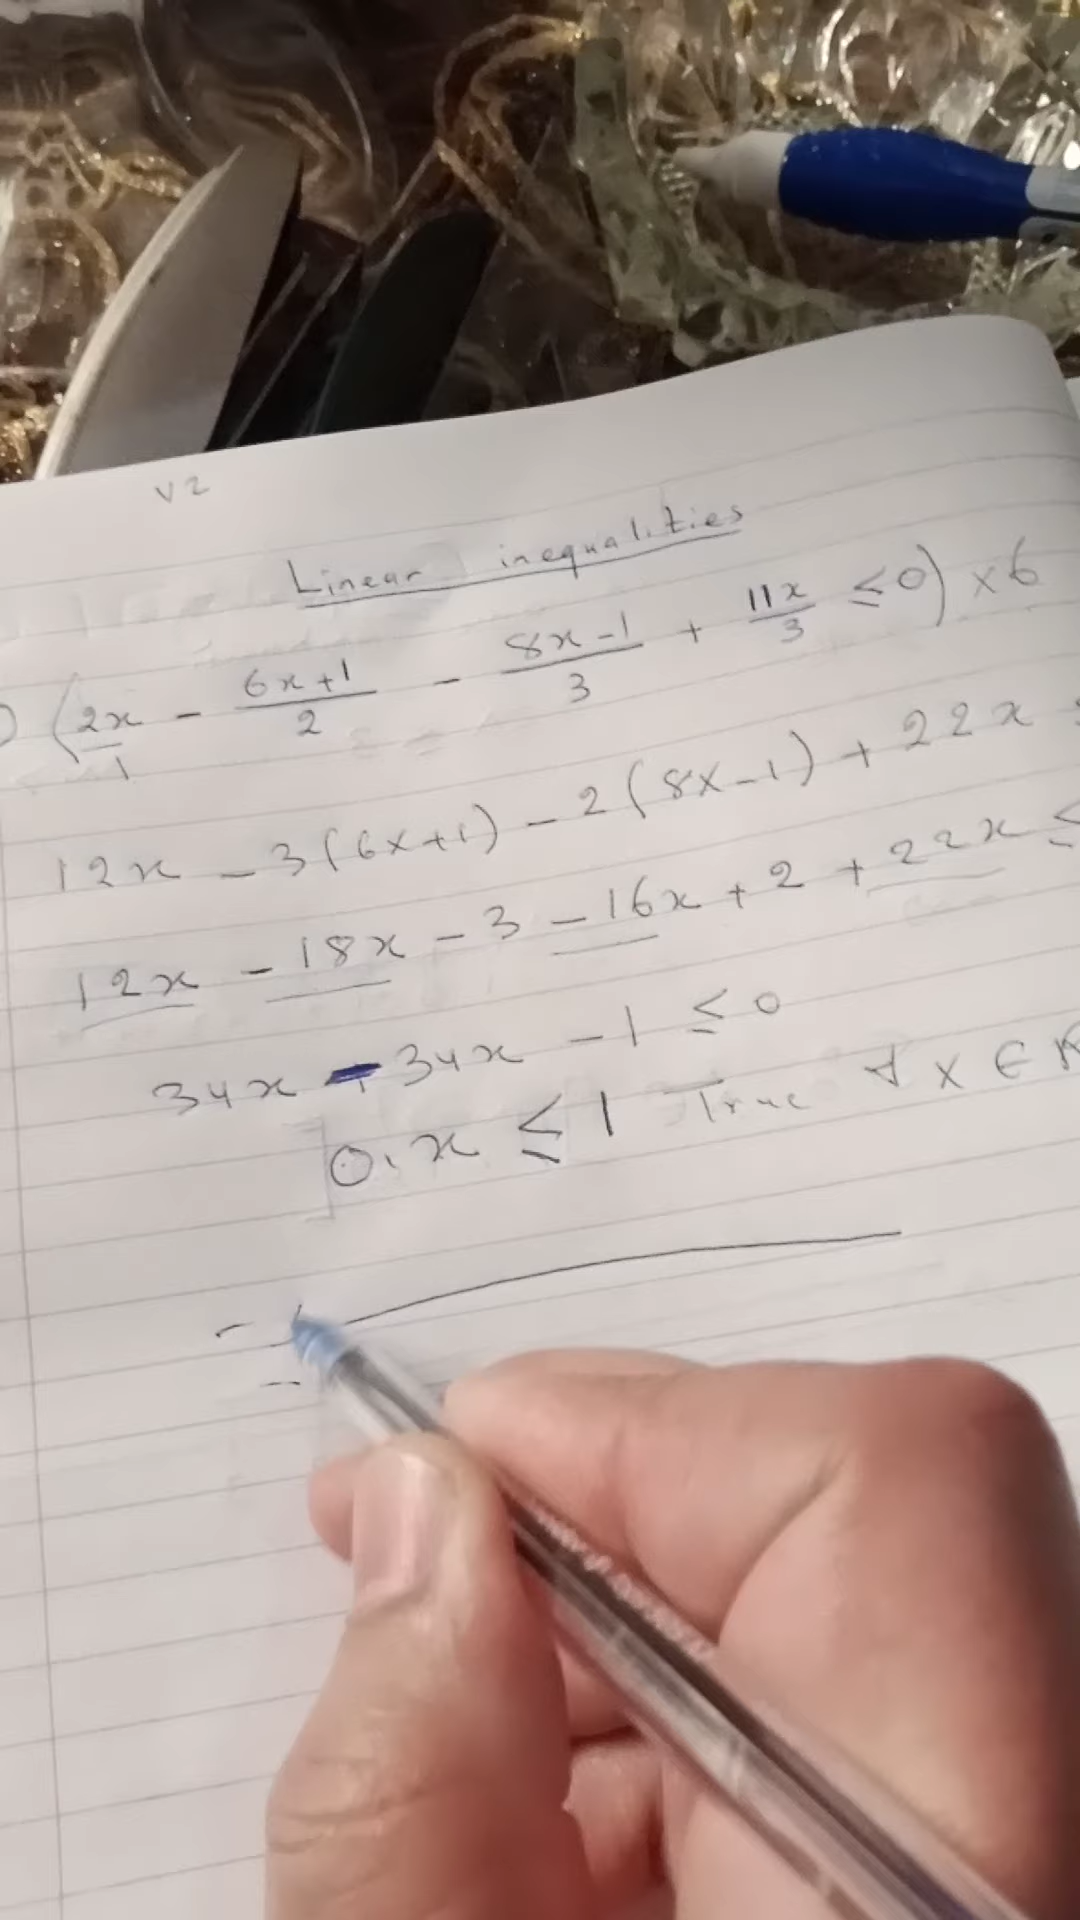 v2
Linear inequalities
(2x/1 - 6x+1/2 - 8x-1/3 + 11x/3 ≤0) x6
12x - 3(6x+1) - 2(8x-1) + 22x
12x - 18x - 3 - 16x + 2 + 22x ≤
34x - 34x - 1 ≤ 0
0.x ≤ 1 True ∀ x ∈ R